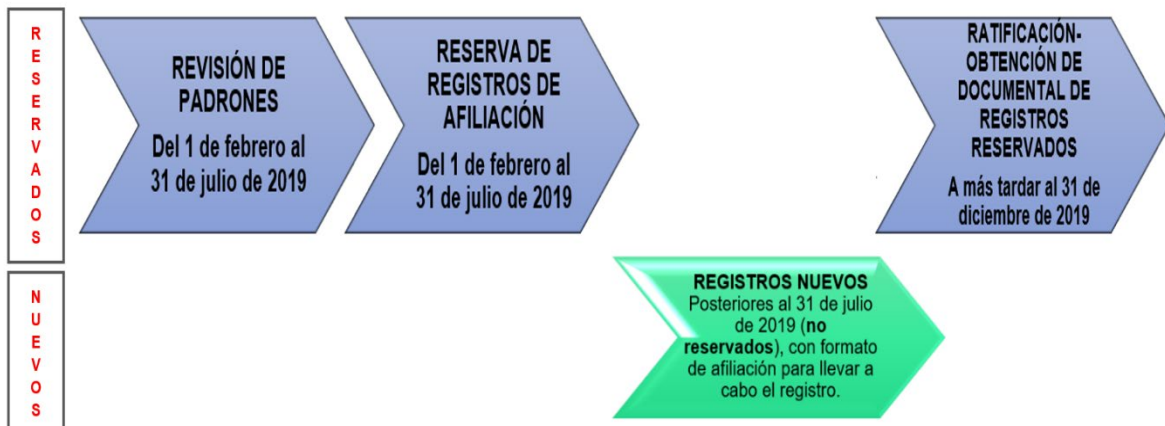 RESERVADOS
REVISIÓN DE
PADRONES
Del 1 de febrero al
31 de julio de 2019
RESERVA DE
REGISTROS DE
AFILIACIÓN
Del 1 de febrero al
31 de julio de 2019
RATIFICACIÓN-
OBTENCIÓN DE
DOCUMENTAL DE
REGISTROS
RESERVADOS
A más tardar al 31 de
diciembre de 2019
NUEVOS
REGISTROS NUEVOS
Posteriores al 31 de julio
de 2019 (no
reservados), con formato
de afiliación para llevar a
cabo el registro.